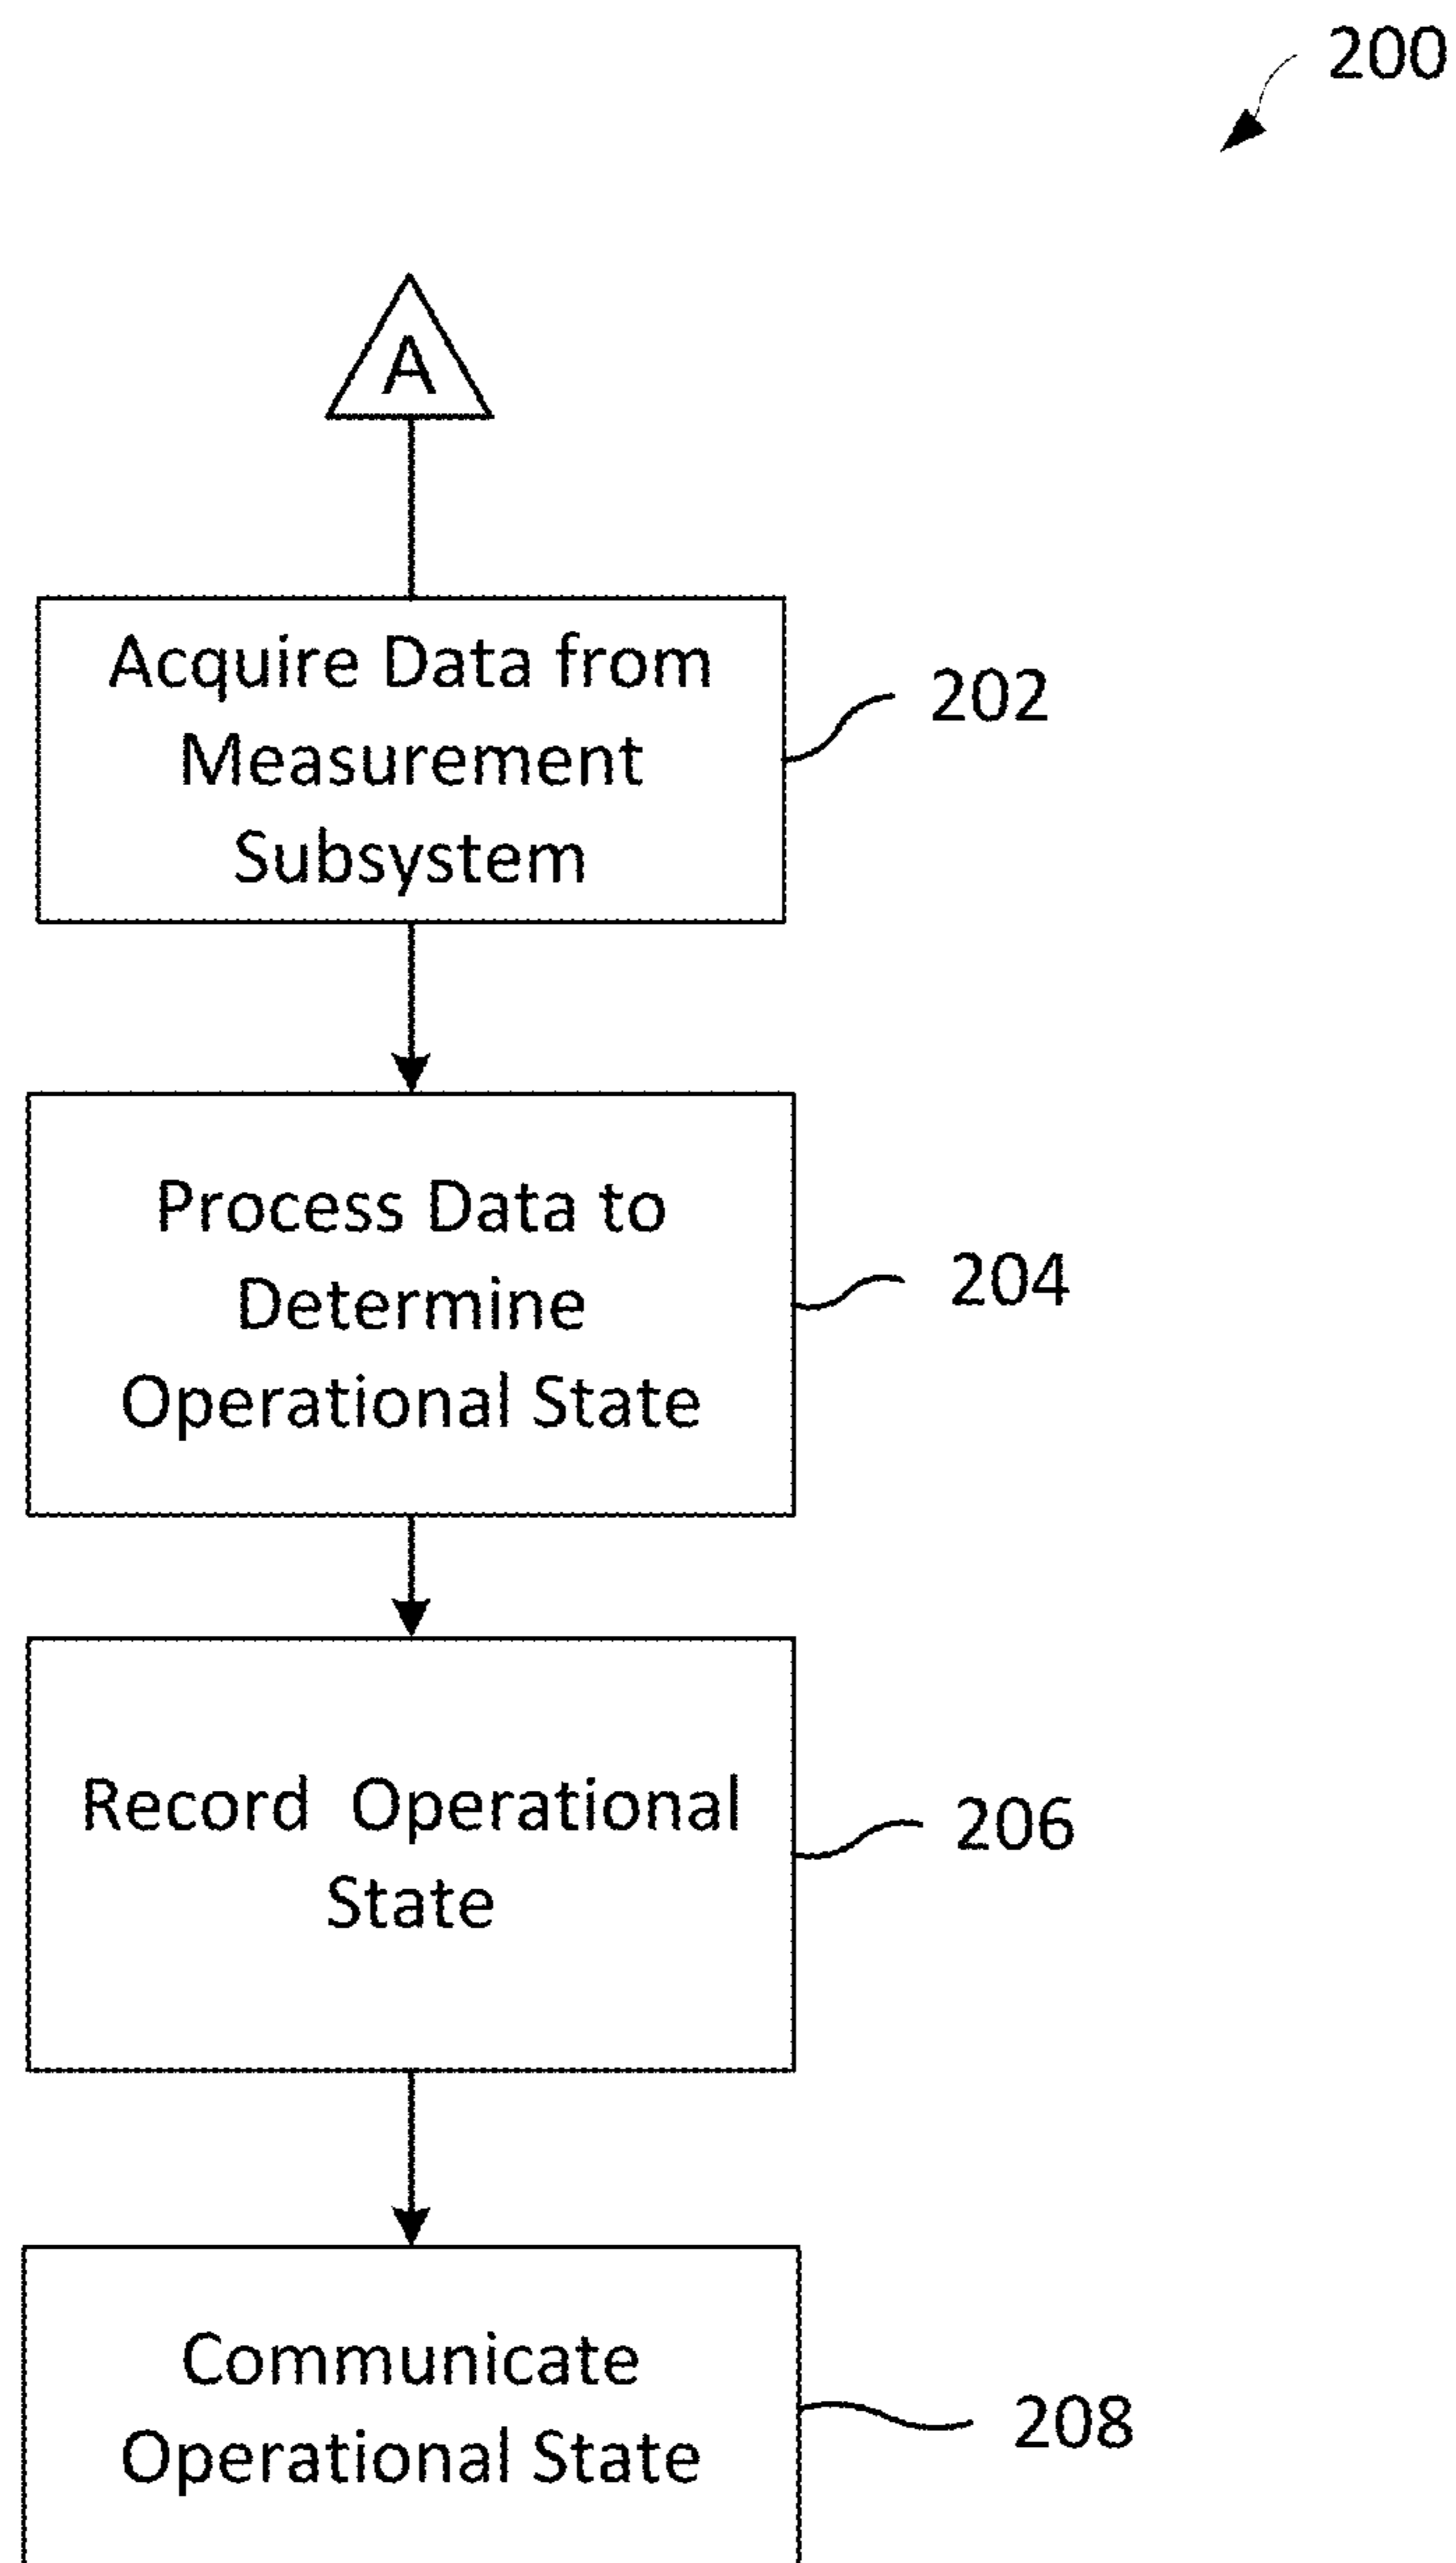 200
A
Acquire Data from
Measurement
Subsystem
202
Process Data to
Determine
Operational State
204
Record Operational
State
206
Communicate
Operational State
208